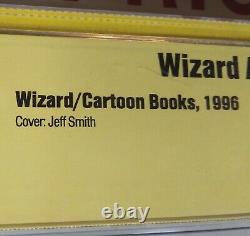 Wizard A
Wizard/Cartoon Books, 1996
Cover: Jeff Smith
ebay